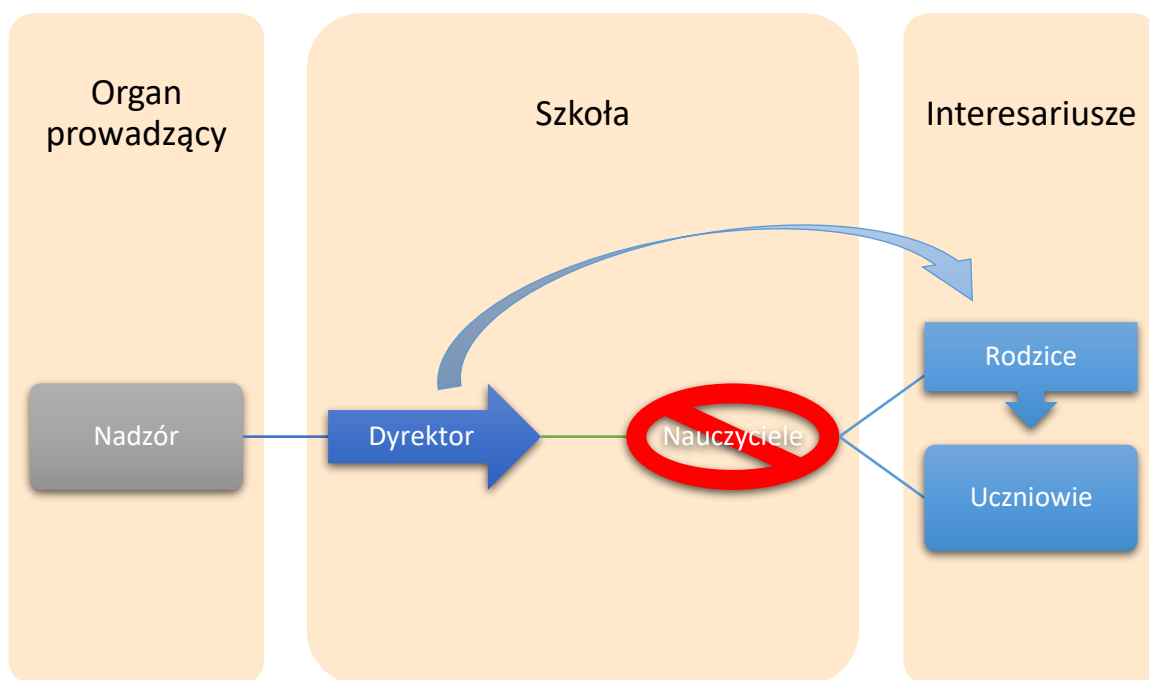 Organ
prowadzący
Szkoła
Interesariusze
Nadzór
Dyrektor
Nauczyciele
Rodzice
Uczniowie